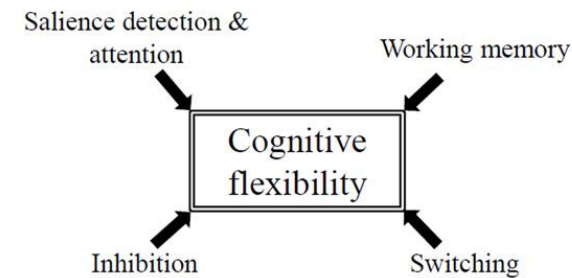 Salience detection &
attention
Working memory
Cognitive
flexibility
Inhibition
Switching